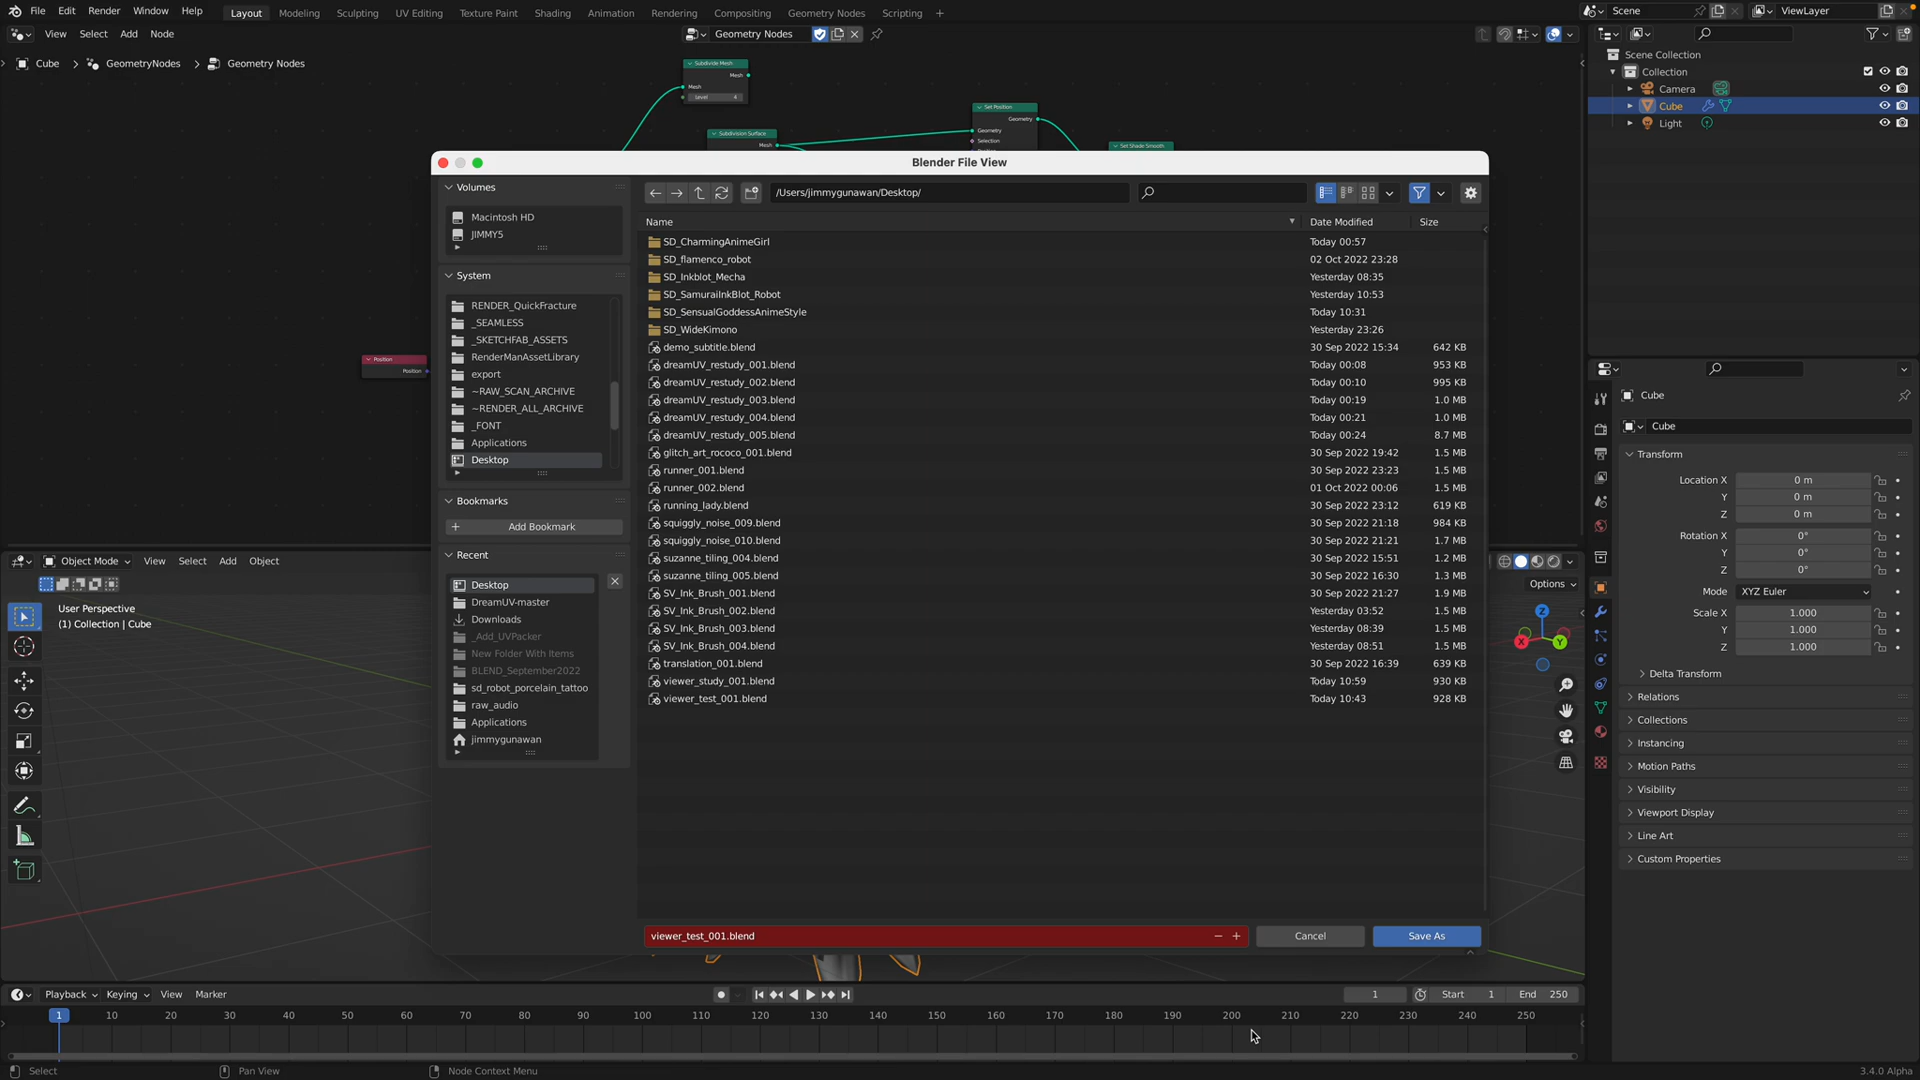 File Edit Render Window Help Layout Modeling Sculpting UV Editing Texture Paint Shading Animation Rendering Compositing Geometry Nodes Scripting + Scene ViewLayer
View Select Add Node Geometry Nodes
Cube > GeometryNodes > Geometry Nodes
Scene Collection
Collection
Camera
Cube
Light
Subdivide Mesh
Mesh
Mesh
Level 4
Subdivision Surface
Mesh
Set Position
Geometry
Geometry
Selection
Set Shade Smooth
Position
Position
Blender File View
Volumes
Macintosh HD
JIMMY5
System
RENDER_QuickFracture
_SEAMLESS
_SKETCHFAB_ASSETS
RenderManAssetLibrary
export
~RAW_SCAN_ARCHIVE
~RENDER_ALL_ARCHIVE
_FONT
Applications
Desktop
Bookmarks
+ Add Bookmark
Recent
Desktop
DreamUV-master
Downloads
_Add_UVPacker
New Folder With Items
BLEND_September2022
sd_robot_porcelain_tattoo
raw_audio
Applications
jimmygunawan
/Users/jimmygunawan/Desktop/
Name Date Modified Size
SD_CharmingAnimeGirl Today 00:57
SD_flamenco_robot 02 Oct 2022 23:28
SD_Inkblot_Mecha Yesterday 08:35
SD_SamuraiInkBlot_Robot Yesterday 10:53
SD_SensualGoddessAnimeStyle Today 10:31
SD_WideKimono Yesterday 23:26
demo_subtitle.blend 30 Sep 2022 15:34 642 KB
dreamUV_restudy_001.blend Today 00:08 953 KB
dreamUV_restudy_002.blend Today 00:10 995 KB
dreamUV_restudy_003.blend Today 00:19 1.0 MB
dreamUV_restudy_004.blend Today 00:21 1.0 MB
dreamUV_restudy_005.blend Today 00:24 8.7 MB
glitch_art_rococo_001.blend 30 Sep 2022 19:42 1.5 MB
runner_001.blend 30 Sep 2022 23:23 1.5 MB
runner_002.blend 01 Oct 2022 00:06 1.5 MB
running_lady.blend 30 Sep 2022 23:12 619 KB
squiggly_noise_009.blend 30 Sep 2022 21:18 984 KB
squiggly_noise_010.blend 30 Sep 2022 21:21 1.7 MB
suzanne_tiling_004.blend 30 Sep 2022 15:51 1.2 MB
suzanne_tiling_005.blend 30 Sep 2022 16:30 1.3 MB
SV_Ink_Brush_001.blend 30 Sep 2022 21:27 1.9 MB
SV_Ink_Brush_002.blend Yesterday 03:52 1.5 MB
SV_Ink_Brush_003.blend Yesterday 08:39 1.5 MB
SV_Ink_Brush_004.blend Yesterday 08:51 1.5 MB
translation_001.blend 30 Sep 2022 16:39 639 KB
viewer_study_001.blend Today 10:59 930 KB
viewer_test_001.blend Today 10:43 928 KB
viewer_test_001.blend − + Cancel Save As
Cube
Cube
Transform
Location X 0 m
Y 0 m
Z 0 m
Rotation X 0°
Y 0°
Z 0°
Mode XYZ Euler
Scale X 1.000
Y 1.000
Z 1.000
Delta Transform
Relations
Collections
Instancing
Motion Paths
Visibility
Viewport Display
Line Art
Custom Properties
Object Mode View Select Add Object
Options
User Perspective
(1) Collection | Cube
Z
X Y
Playback Keying View Marker 1 Start 1 End 250
1 10 20 30 40 50 60 70 80 90 100 110 120 130 140 150 160 170 180 190 200 210 220 230 240 250
Select Pan View Node Context Menu 3.4.0 Alpha